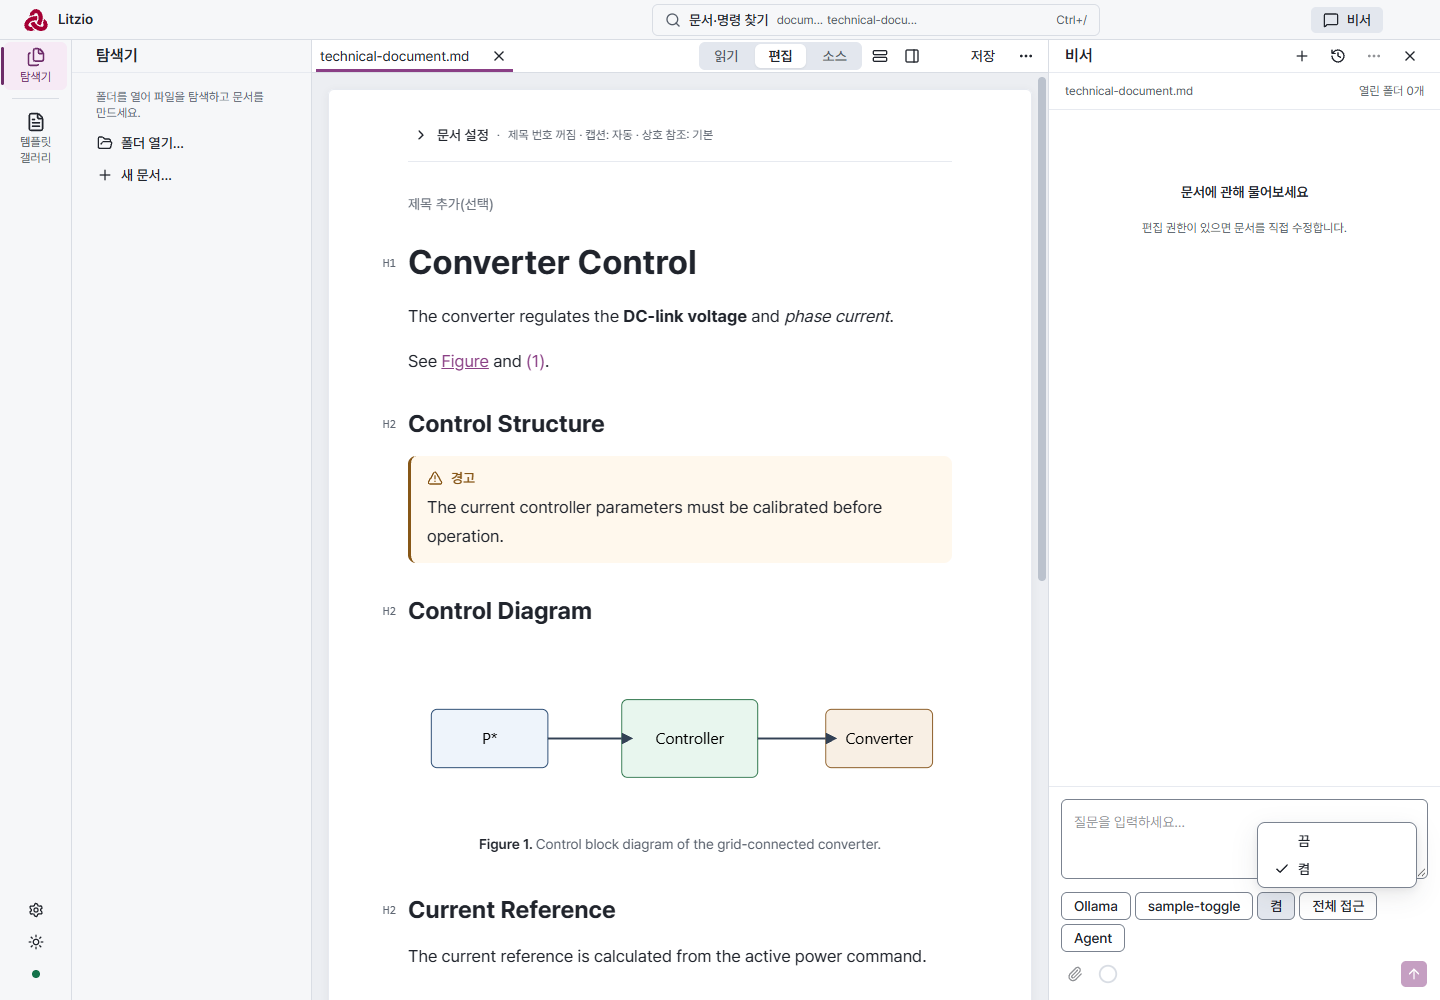 Litzio
문서·명령 찾기 docum... technical-docu... Ctrl+/
비서
탐색기
템플릿
갤러리
탐색기
폴더를 열어 파일을 탐색하고 문서를
만드세요.
폴더 열기...
새 문서...
technical-document.md
읽기 편집 소스 저장
문서 설정 · 제목 번호 꺼짐 · 캡션: 자동 · 상호 참조: 기본
제목 추가(선택)
H1 Converter Control
The converter regulates the DC-link voltage and phase current.
See Figure and (1).
H2 Control Structure
경고
The current controller parameters must be calibrated before
operation.
H2 Control Diagram
P* Controller Converter
Figure 1. Control block diagram of the grid-connected converter.
H2 Current Reference
The current reference is calculated from the active power command.
비서
technical-document.md 열린 폴더 0개
문서에 관해 물어보세요
편집 권한이 있으면 문서를 직접 수정합니다.
질문을 입력하세요...
끔
켬
Ollama sample-toggle 켬 전체 접근
Agent